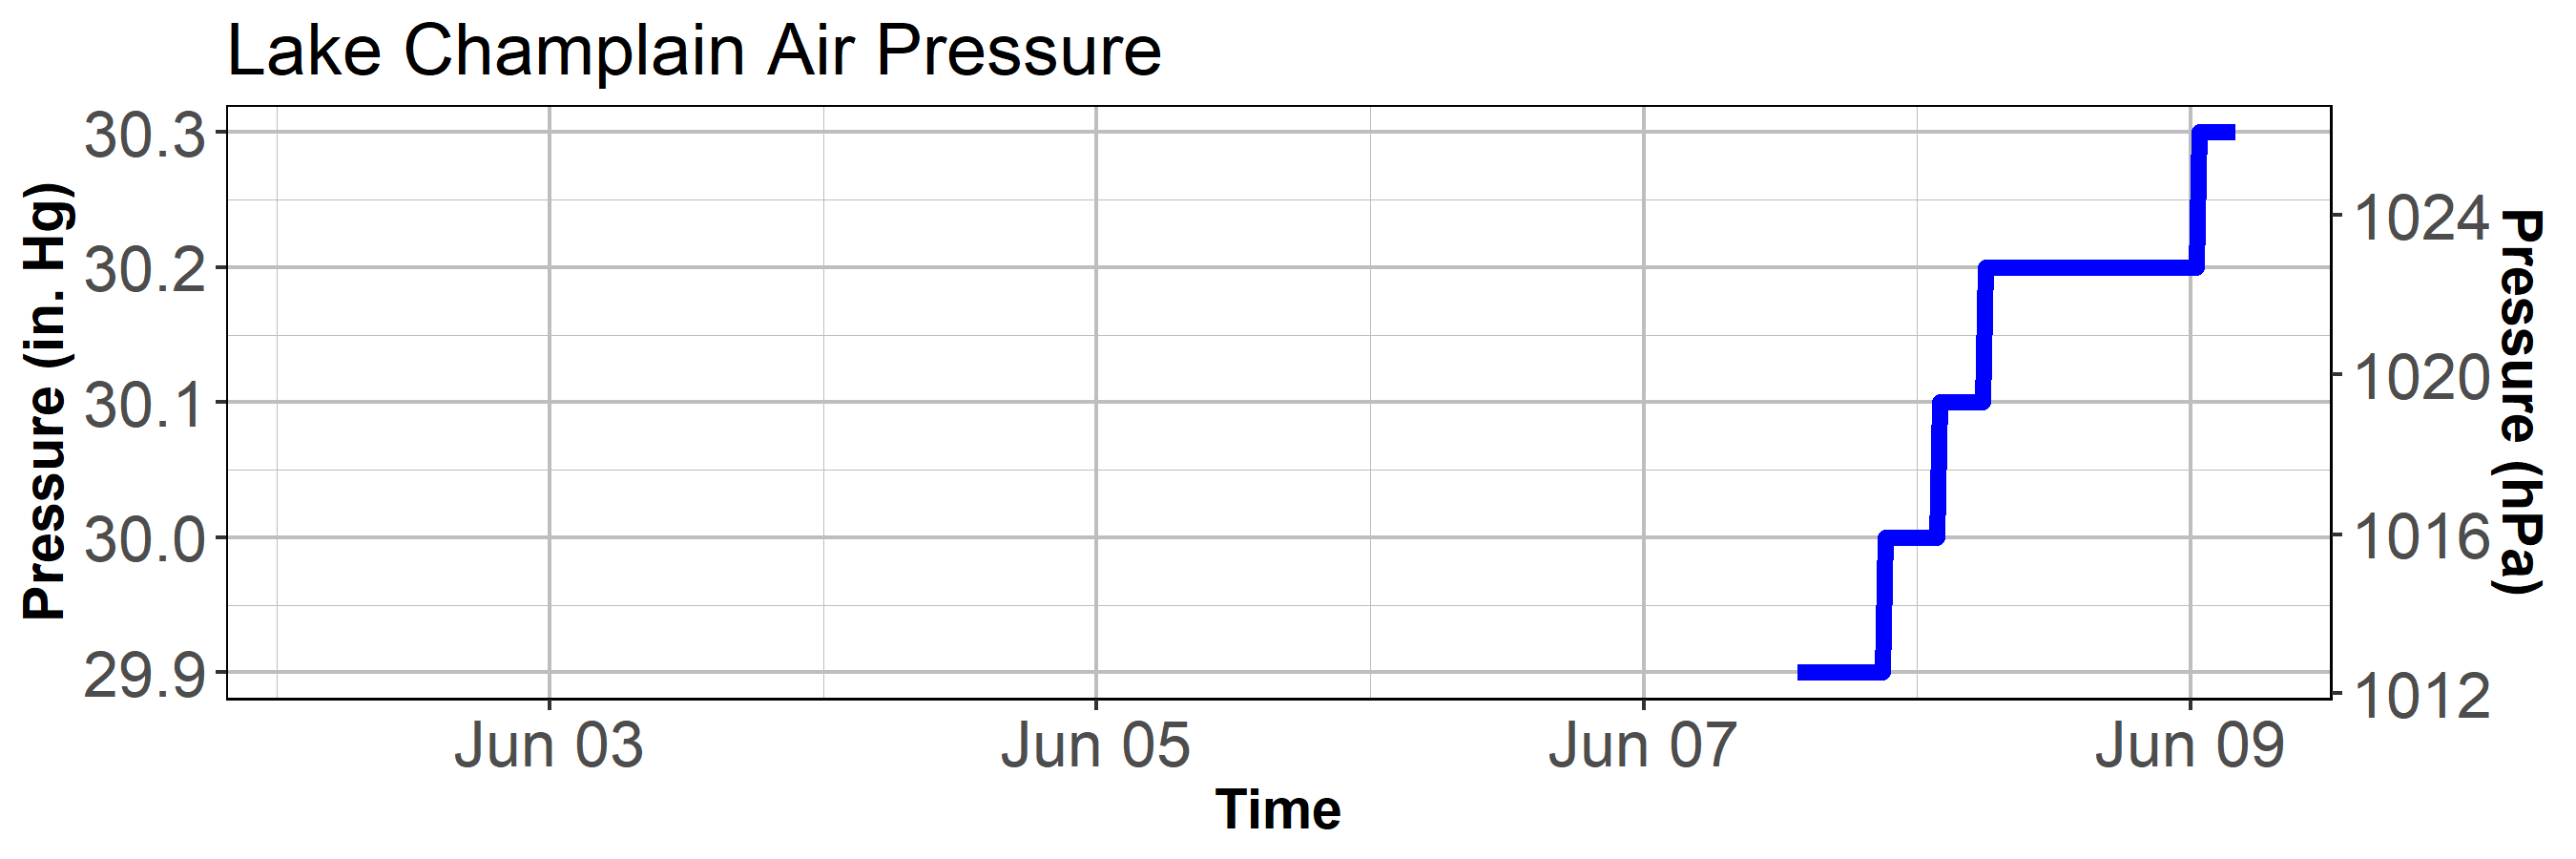 Lake Champlain Air Pressure
Pressure (in. Hg)
30.3
30.2
30.1
30.0
29.9
1024
1020
1016
1012
Pressure (hPa)
Jun 03 Jun 05 Jun 07 Jun 09
Time